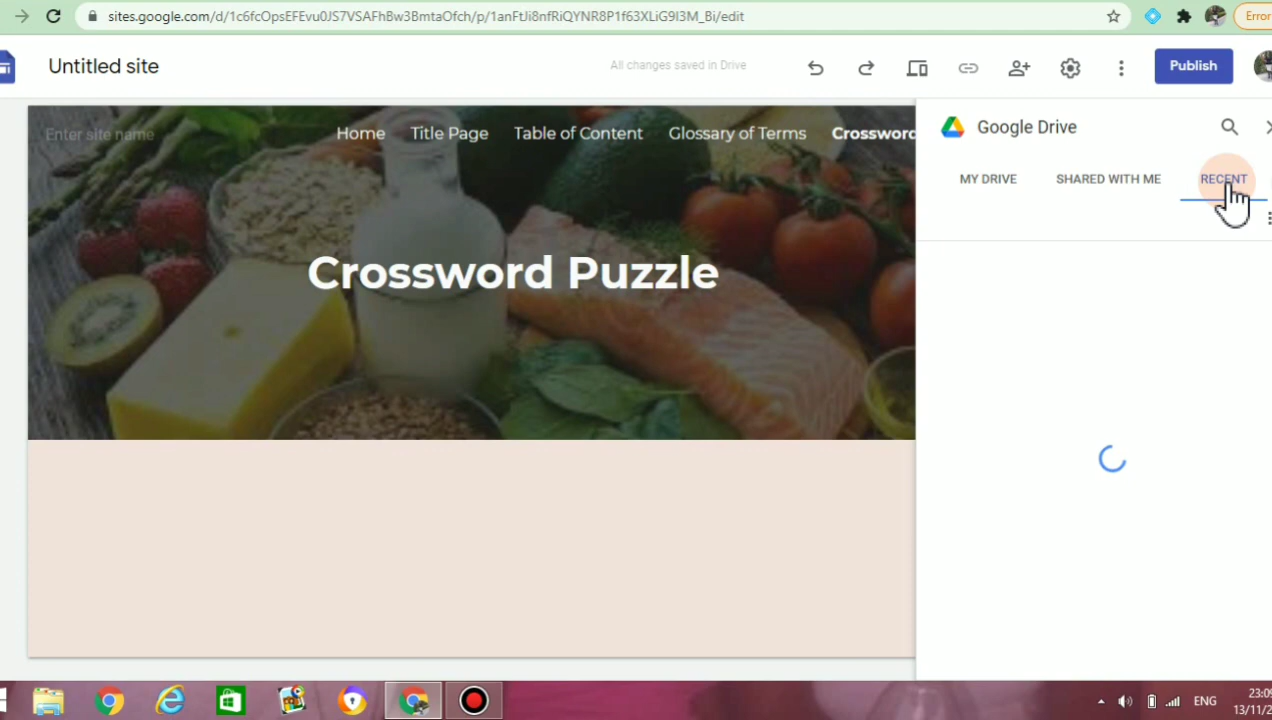 sites.google.com/d/1c6fcOpsEFEvu0JS7VSAFhBw3BmtaOfch/p/1anFtJi8nfRiQYNR8P1f63XLiG9I3M_Bi/edit
Error
Untitled site
All changes saved in Drive
Publish
Enter site name
Home
Title Page
Table of Content
Glossary of Terms
Crossword
Google Drive
MY DRIVE
SHARED WITH ME
RECENT
Crossword Puzzle
ENG
23:09
13/11/2